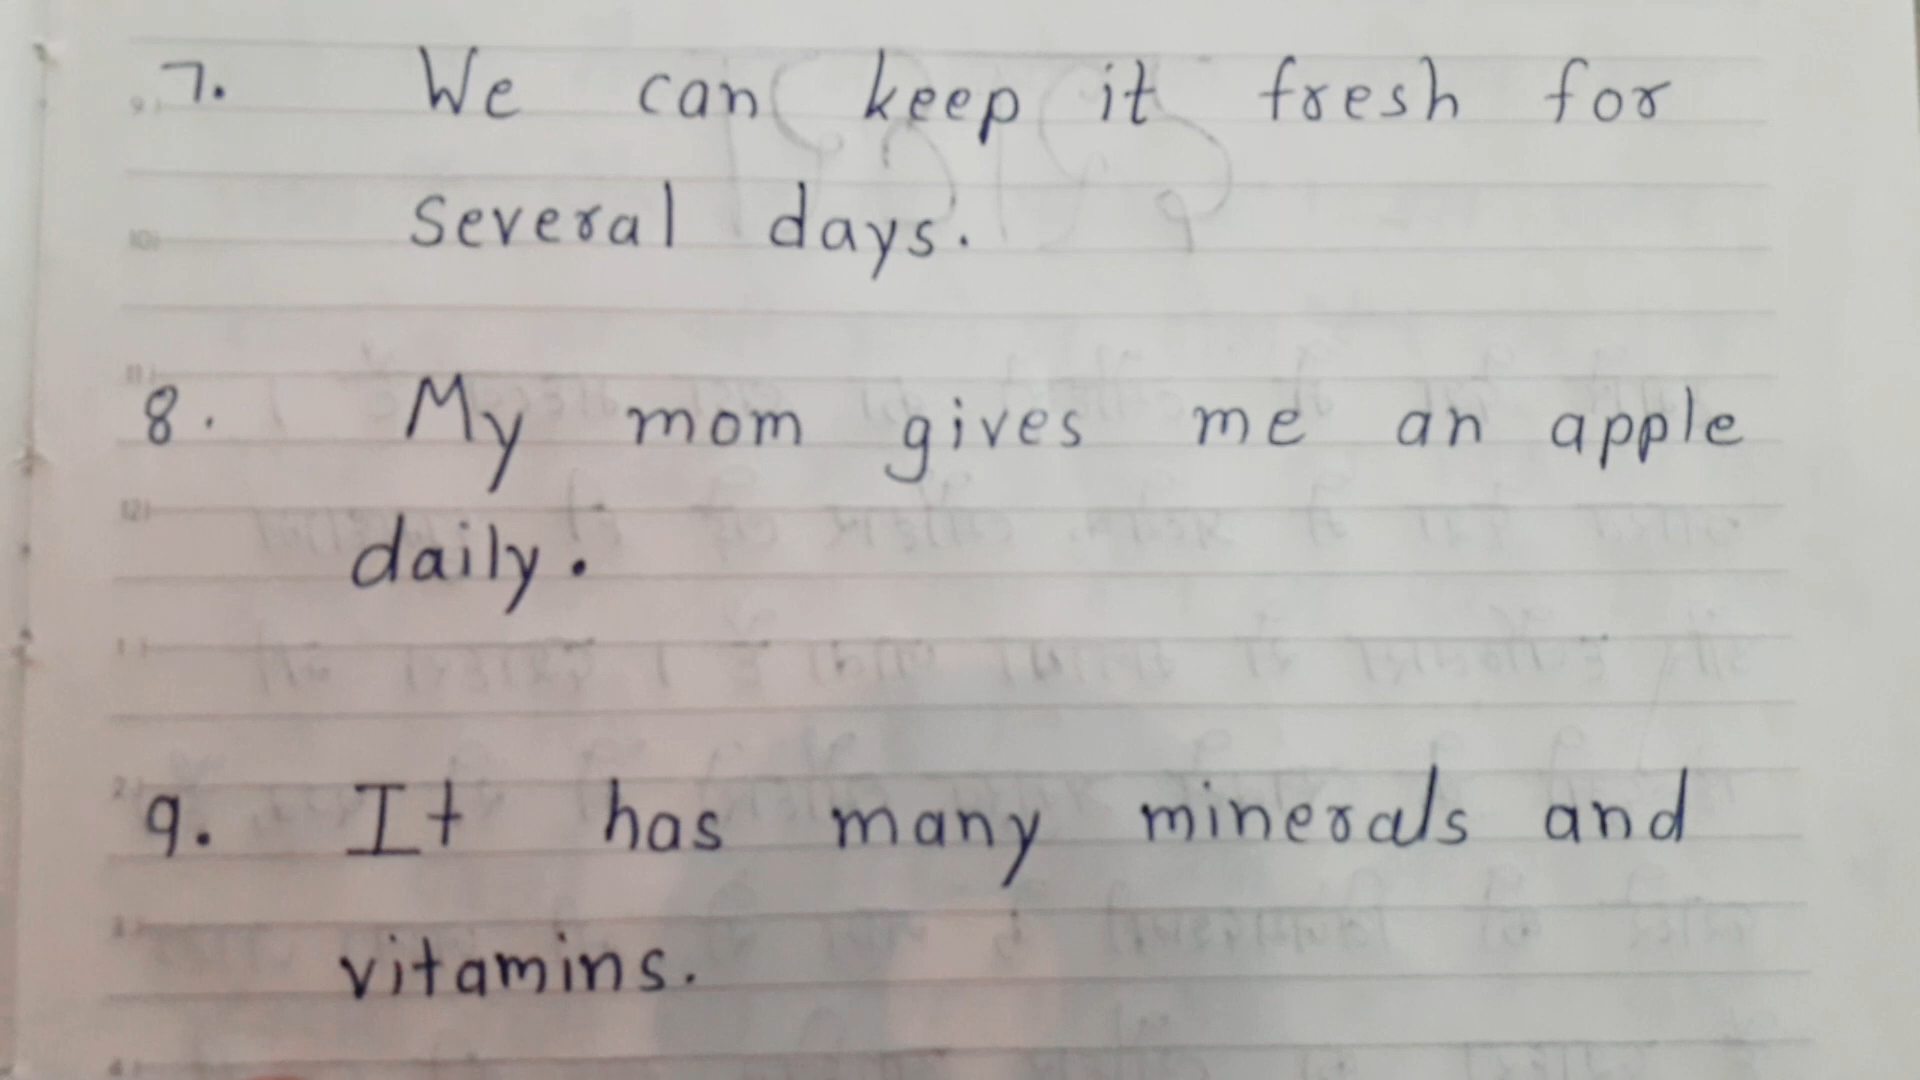 7. We can keep it fresh for
several days.
8. My mom gives me an apple
daily.
9. It has many minerals and
vitamins.